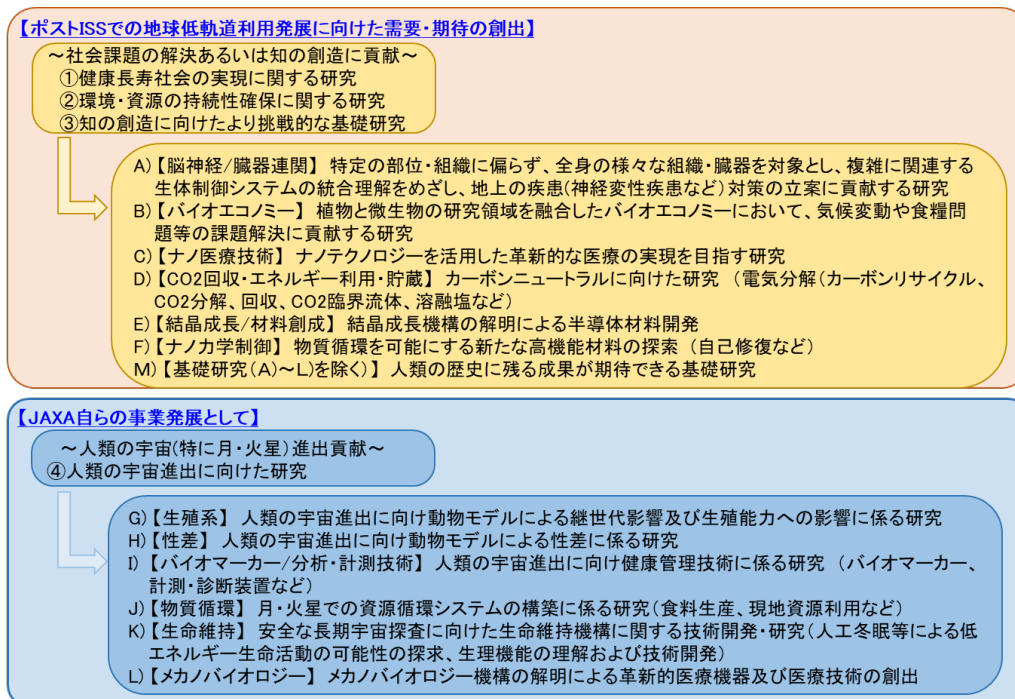 【ポストISSでの地球低軌道利用発展に向けた需要・期待の創出】
～社会課題の解決あるいは知の創造に貢献～
①健康長寿社会の実現に関する研究
②環境・資源の持続性確保に関する研究
③知の創造に向けたより挑戦的な基礎研究
A)【脳神経/臓器連関】 特定の部位・組織に偏らず、全身の様々な組織・臓器を対象とし、複雑に関連する
生体制御システムの統合理解をめざし、地上の疾患(神経変性疾患など)対策の立案に貢献する研究
B)【バイオエコノミー】 植物と微生物の研究領域を融合したバイオエコノミーにおいて、気候変動や食糧問
題等の課題解決に貢献する研究
C)【ナノ医療技術】 ナノテクノロジーを活用した革新的な医療の実現を目指す研究
D)【CO2回収・エネルギー利用・貯蔵】 カーボンニュートラルに向けた研究 (電気分解(カーボンリサイクル、
CO2分解、回収、CO2臨界流体、溶融塩など)
E)【結晶成長/材料創成】 結晶成長機構の解明による半導体材料開発
F)【ナノ力学制御】 物質循環を可能にする新たな高機能材料の探索 (自己修復など)
M)【基礎研究(A)～L)を除く)】 人類の歴史に残る成果が期待できる基礎研究
【JAXA自らの事業発展として】
～人類の宇宙(特に月・火星)進出貢献～
④人類の宇宙進出に向けた研究
G)【生殖系】 人類の宇宙進出に向け動物モデルによる継世代影響及び生殖能力への影響に係る研究
H)【性差】 人類の宇宙進出に向け動物モデルによる性差に係る研究
I)【バイオマーカー/分析・計測技術】 人類の宇宙進出に向け健康管理技術に係る研究 (バイオマーカー、
計測・診断装置など)
J)【物質循環】 月・火星での資源循環システムの構築に係る研究(食料生産、現地資源利用など)
K)【生命維持】 安全な長期宇宙探査に向けた生命維持機構に関する技術開発・研究(人工冬眠等による低
エネルギー生命活動の可能性の探求、生理機能の理解および技術開発)
L)【メカノバイオロジー】 メカノバイオロジー機構の解明による革新的医療機器及び医療技術の創出